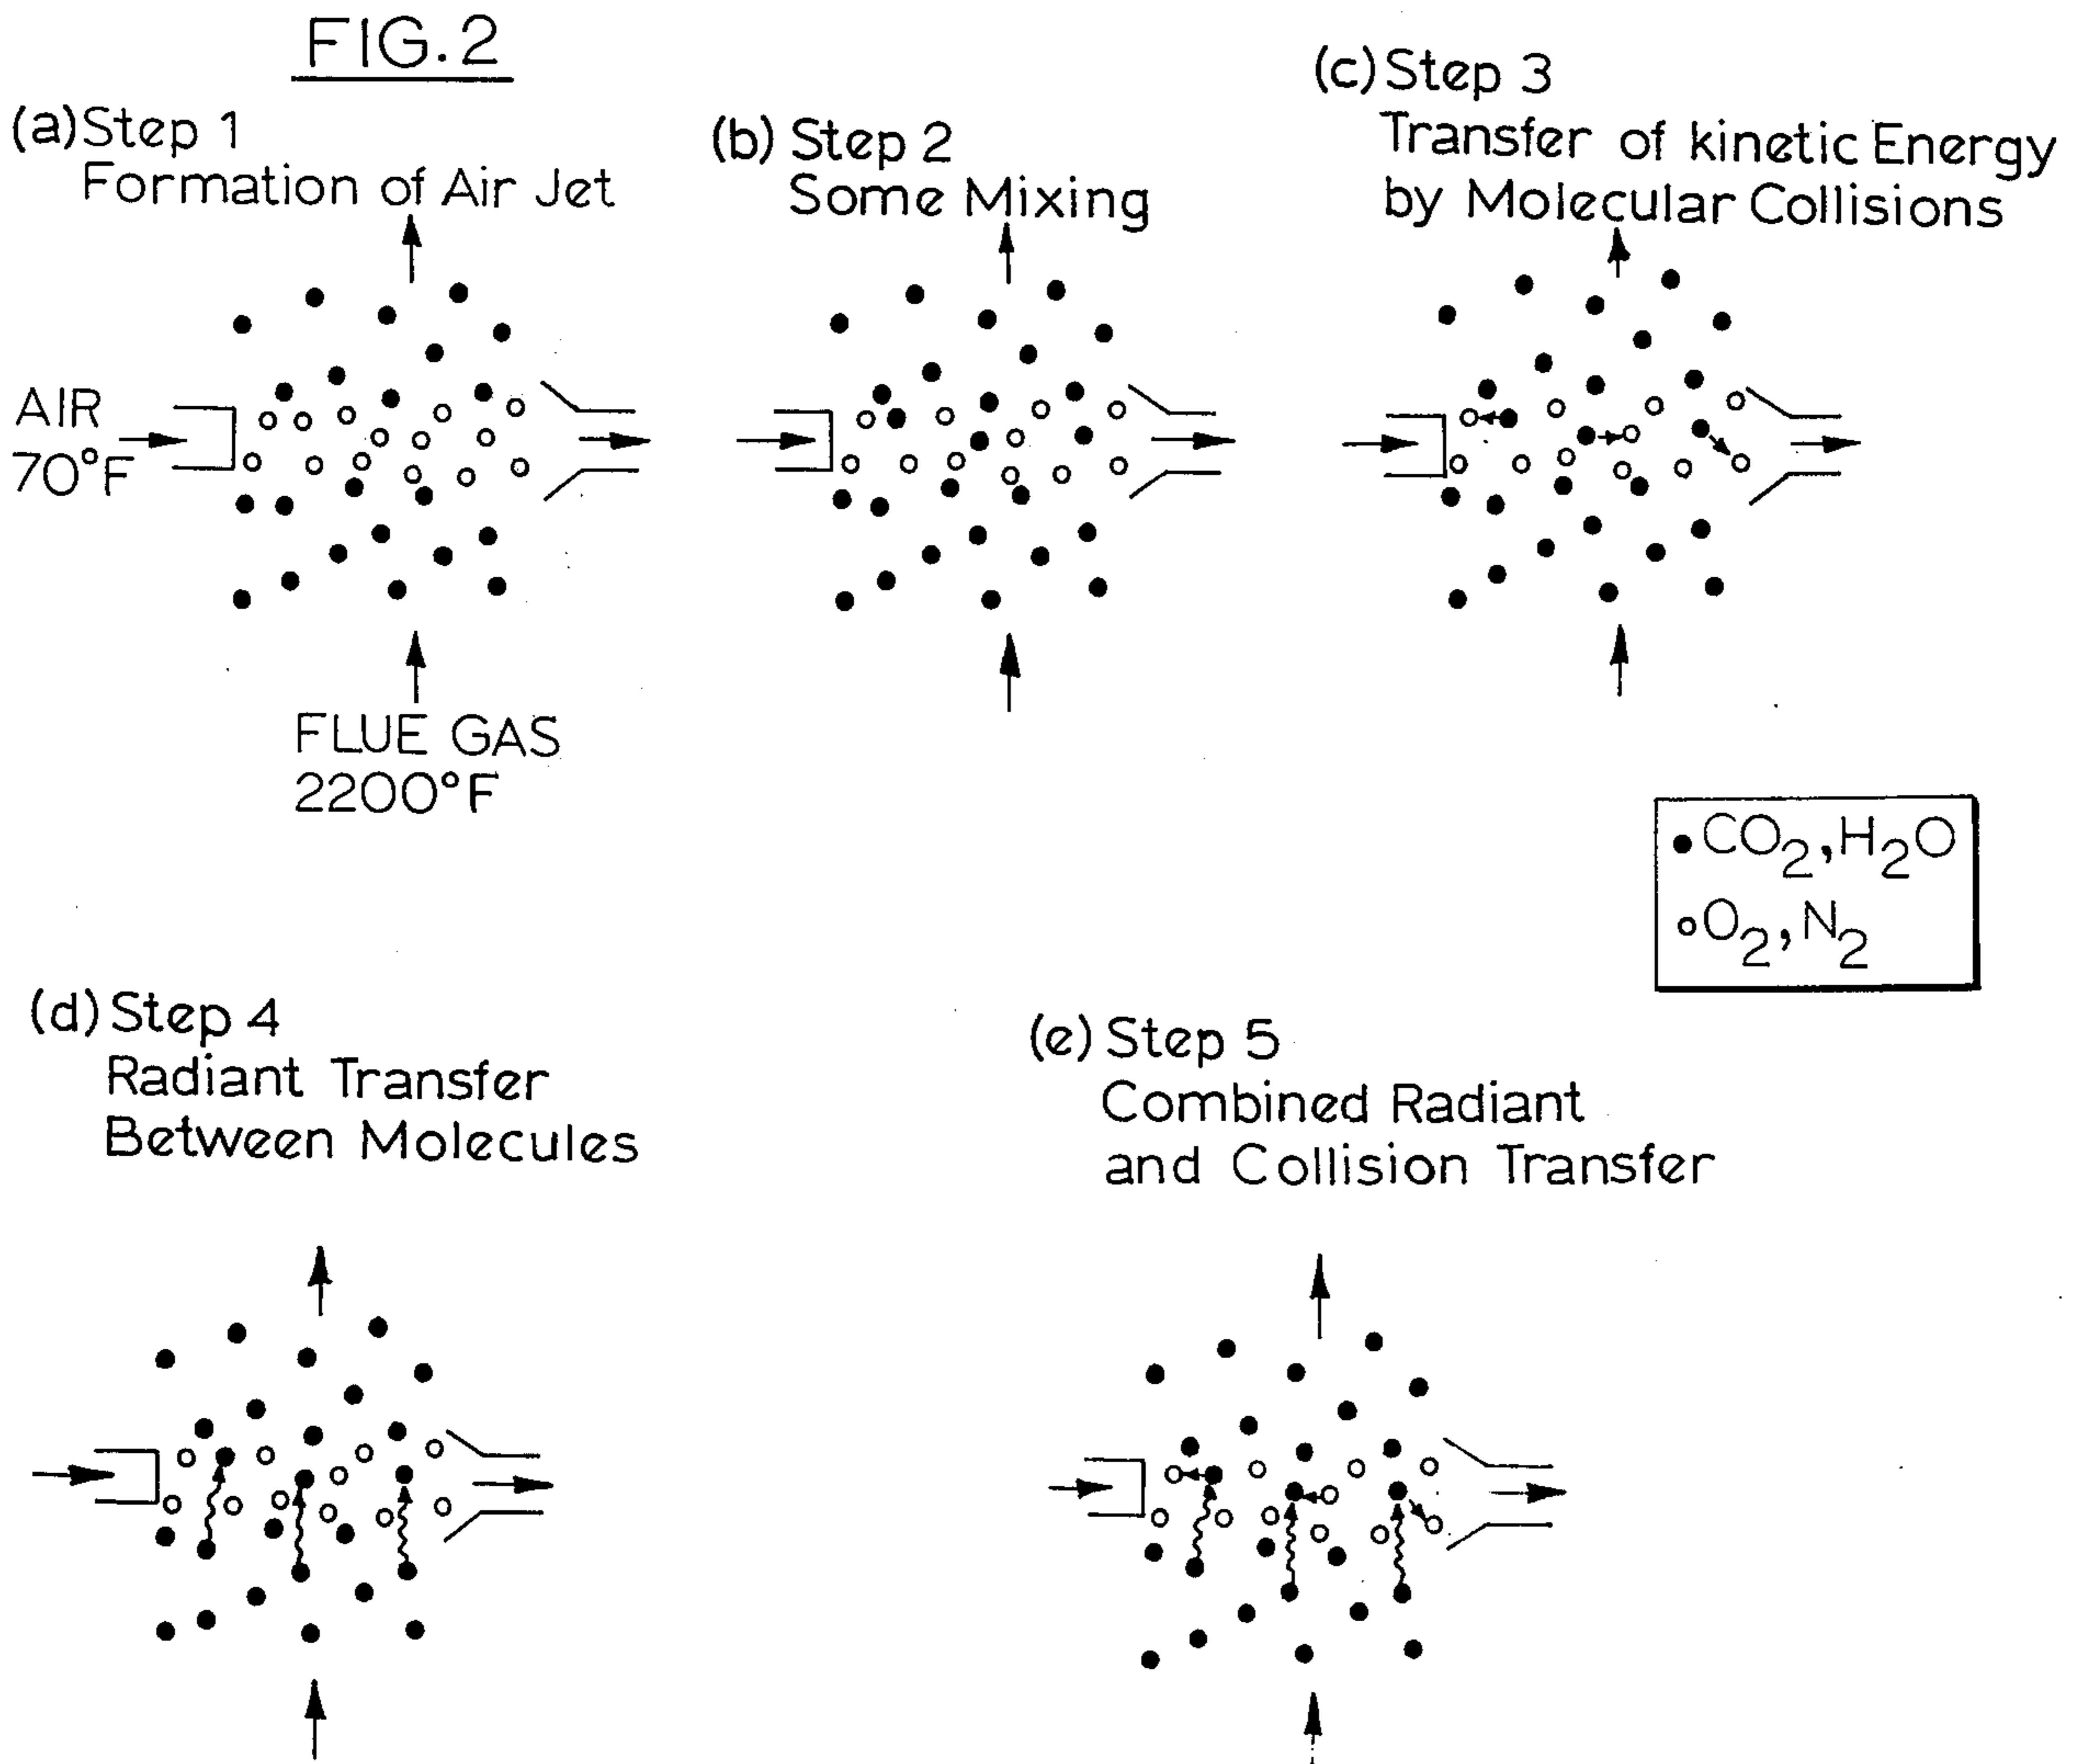 FIG.2
(a) Step 1
Formation of Air Jet
(b) Step 2
Some Mixing
(c) Step 3
Transfer of kinetic Energy
by Molecular Collisions
AIR
70°F
FLUE GAS
2200°F
CO₂,H₂O
O₂,N₂
(d) Step 4
Radiant Transfer
Between Molecules
(e) Step 5
Combined Radiant
and Collision Transfer